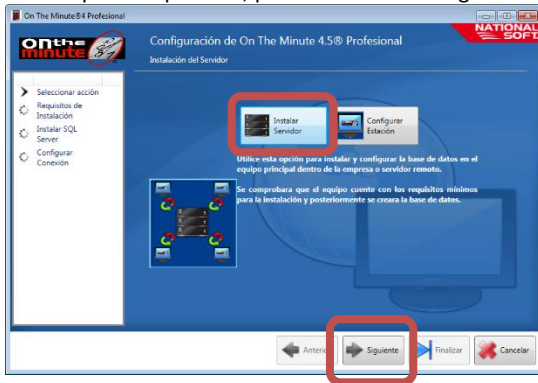 On The Minute®4 Profesional
NATIONAL
SOFT
On the
minute 4.5
Configuración de On The Minute 4.5® Profesional
Instalación del Servidor
Seleccionar acción
Requisitos de
Instalación
Instalar SQL
Server
Configurar
Conexión
Instalar
Servidor
Configurar
Estación
Utilice esta opción para instalar y configurar la base de datos en el
equipo principal dentro de la empresa o servidor remoto.
Se comprobara que el equipo cuente con los requisitos mínimos
para la instalación y posteriormente se creara la base de datos.
Anterior
Siguiente
Finalizar
Cancelar